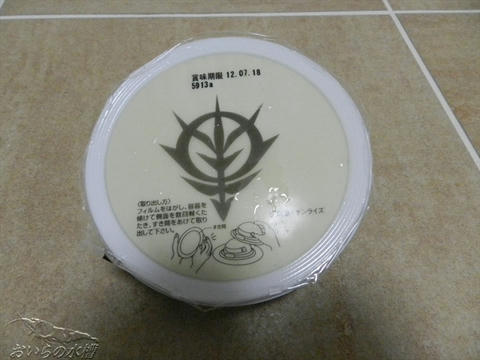 賞味期限 12.07.18
5913a
〈取り出し方〉
フィルムをはがし、容器を
傾けて側面を数回軽くた
たき、すき間をあけて取り
出して下さい。
すき間
サンライズ
おいらの水槽